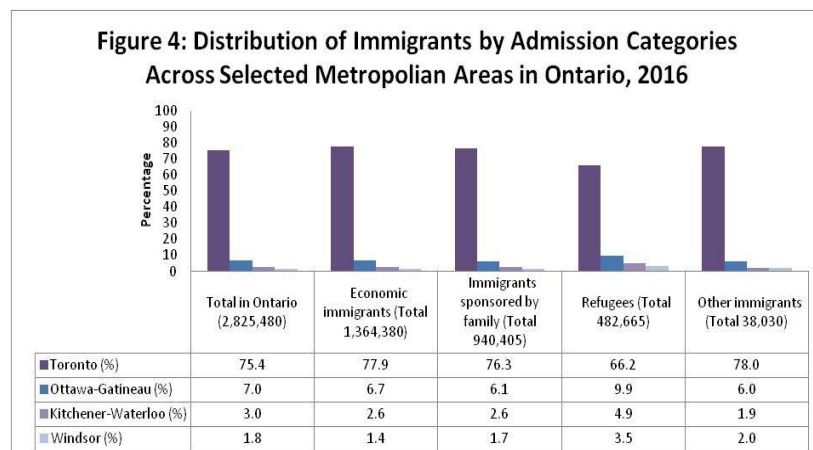 Figure 4: Distribution of Immigrants by Admission Categories
Across Selected Metropolian Areas in Ontario, 2016
Percentage
100
90
80
70
60
50
40
30
20
10
0
Total in Ontario
(2,825,480)
Economic
immigrants (Total
1,364,380)
Immigrants
sponsored by
family (Total
940,405)
Refugees (Total
482,665)
Other immigrants
(Total 38,030)
Toronto (%) 75.4 77.9 76.3 66.2 78.0
Ottawa-Gatineau (%) 7.0 6.7 6.1 9.9 6.0
Kitchener-Waterloo (%) 3.0 2.6 2.6 4.9 1.9
Windsor (%) 1.8 1.4 1.7 3.5 2.0